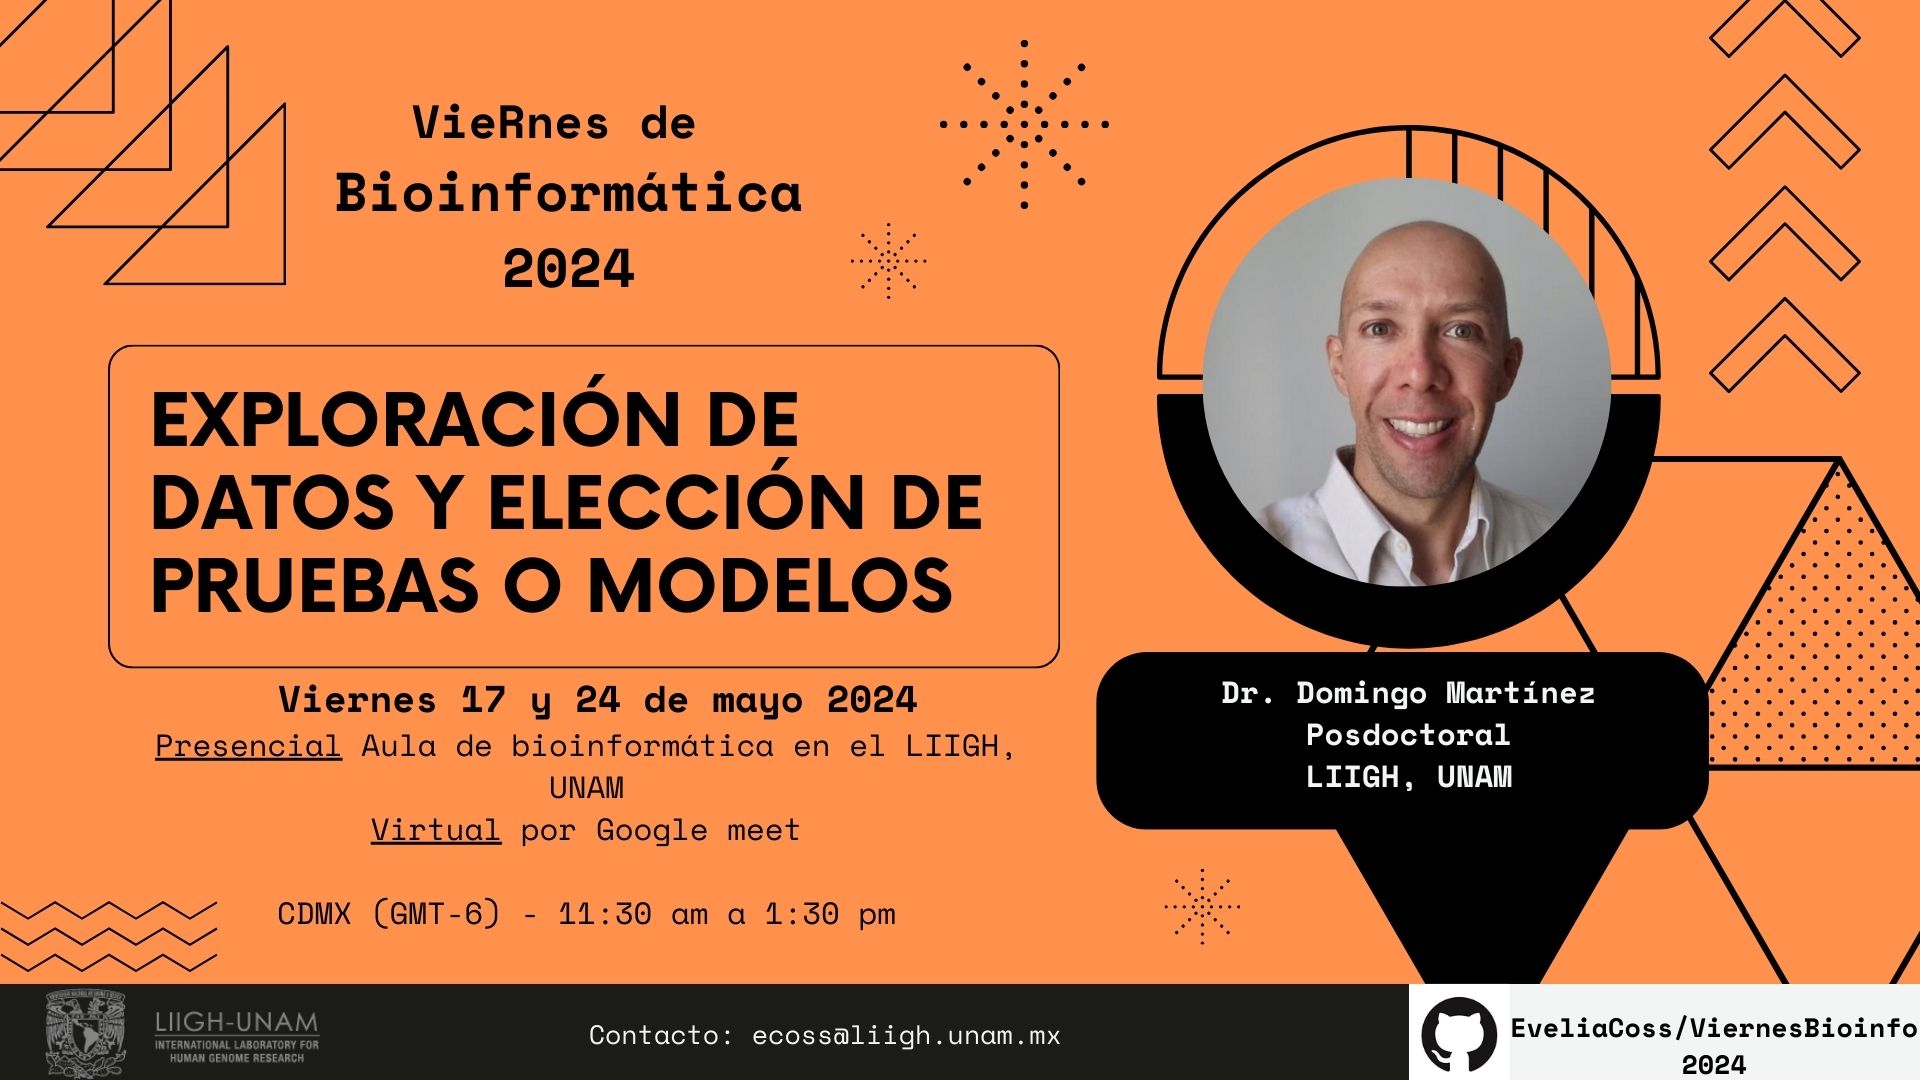 VieRnes de
Bioinformática
2024
EXPLORACIÓN DE
DATOS Y ELECCIÓN DE
PRUEBAS O MODELOS
Viernes 17 y 24 de mayo 2024
Presencial Aula de bioinformática en el LIIGH,
UNAM
Virtual por Google meet
CDMX (GMT-6) - 11:30 am a 1:30 pm
Dr. Domingo Martínez
Posdoctoral
LIIGH, UNAM
LIIGH-UNAM
INTERNATIONAL LABORATORY FOR
HUMAN GENOME RESEARCH
Contacto: ecoss@liigh.unam.mx
EveliaCoss/ViernesBioinfo
2024